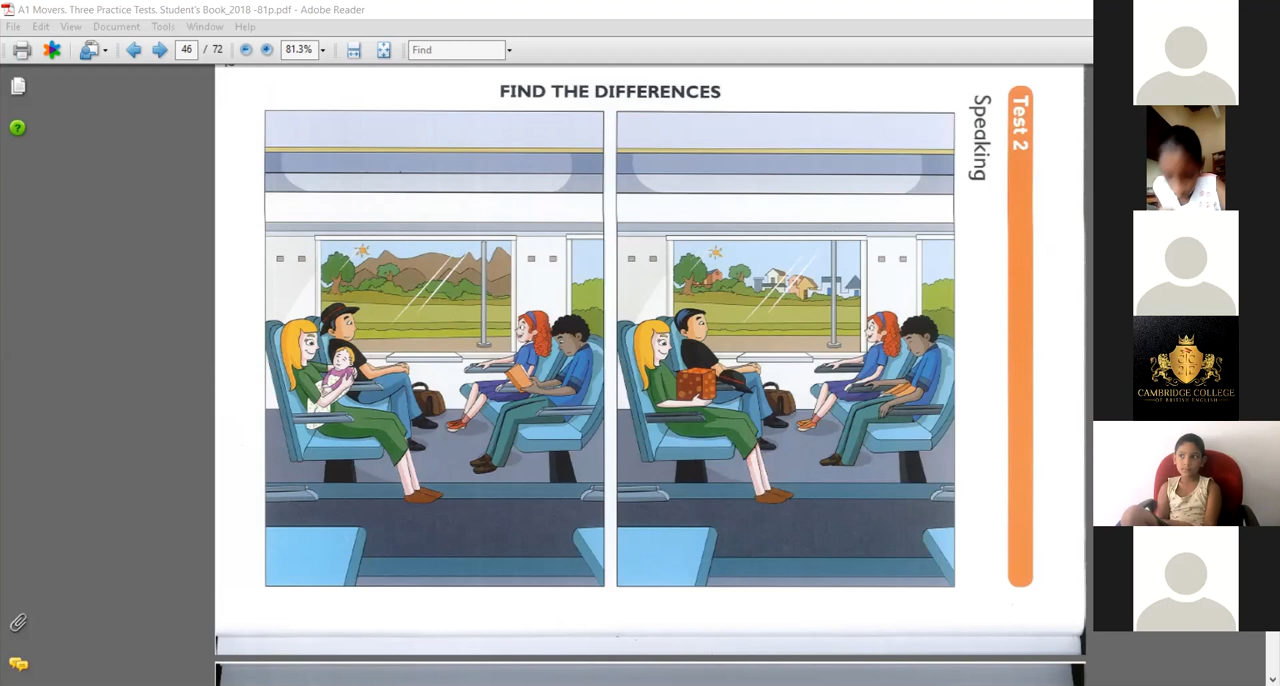 A1 Movers. Three Practice Tests. Student's Book_2018 -81p.pdf - Adobe Reader
File Edit View Document Tools Window Help
46 / 72 81.3% Find
FIND THE DIFFERENCES
Test 2
Speaking
CAMBRIDGE COLLEGE
OF BRITISH ENGLISH